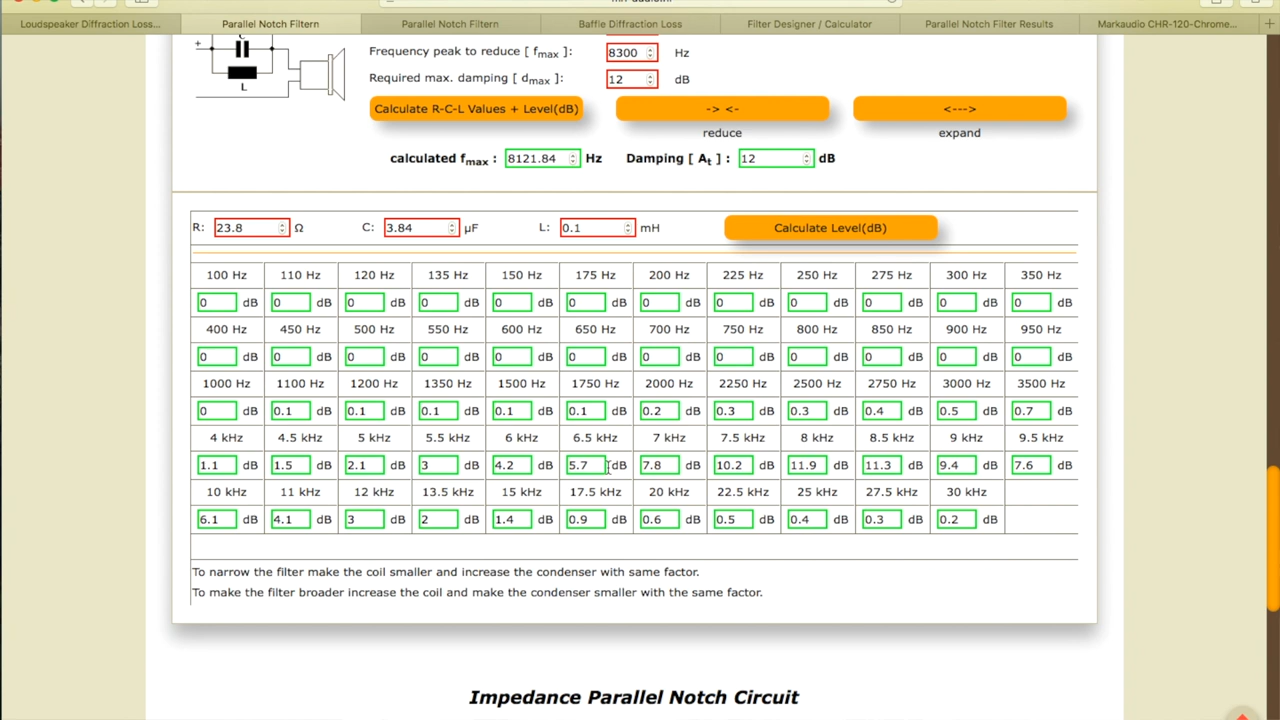 Loudspeaker Diffraction Loss... Parallel Notch Filtern Parallel Notch Filtern Baffle Diffraction Loss Filter Designer / Calculator Parallel Notch Filter Results Markaudio CHR-120-Chrome... +
+ C
L
Frequency peak to reduce [ fmax ]: 8300 Hz
Required max. damping [ dmax ]: 12 dB
Calculate R-C-L Values + Level(dB) -> <- <--->
reduce expand
calculated fmax : 8121.84 Hz Damping [ At ] : 12 dB
R: 23.8 Ω C: 3.84 µF L: 0.1 mH Calculate Level(dB)
100 Hz 110 Hz 120 Hz 135 Hz 150 Hz 175 Hz 200 Hz 225 Hz 250 Hz 275 Hz 300 Hz 350 Hz
0 dB 0 dB 0 dB 0 dB 0 dB 0 dB 0 dB 0 dB 0 dB 0 dB 0 dB 0 dB
400 Hz 450 Hz 500 Hz 550 Hz 600 Hz 650 Hz 700 Hz 750 Hz 800 Hz 850 Hz 900 Hz 950 Hz
0 dB 0 dB 0 dB 0 dB 0 dB 0 dB 0 dB 0 dB 0 dB 0 dB 0 dB 0 dB
1000 Hz 1100 Hz 1200 Hz 1350 Hz 1500 Hz 1750 Hz 2000 Hz 2250 Hz 2500 Hz 2750 Hz 3000 Hz 3500 Hz
0 dB 0.1 dB 0.1 dB 0.1 dB 0.1 dB 0.1 dB 0.2 dB 0.3 dB 0.3 dB 0.4 dB 0.5 dB 0.7 dB
4 kHz 4.5 kHz 5 kHz 5.5 kHz 6 kHz 6.5 kHz 7 kHz 7.5 kHz 8 kHz 8.5 kHz 9 kHz 9.5 kHz
1.1 dB 1.5 dB 2.1 dB 3 dB 4.2 dB 5.7 dB 7.8 dB 10.2 dB 11.9 dB 11.3 dB 9.4 dB 7.6 dB
10 kHz 11 kHz 12 kHz 13.5 kHz 15 kHz 17.5 kHz 20 kHz 22.5 kHz 25 kHz 27.5 kHz 30 kHz
6.1 dB 4.1 dB 3 dB 2 dB 1.4 dB 0.9 dB 0.6 dB 0.5 dB 0.4 dB 0.3 dB 0.2 dB
To narrow the filter make the coil smaller and increase the condenser with same factor.
To make the filter broader increase the coil and make the condenser smaller with the same factor.
Impedance Parallel Notch Circuit